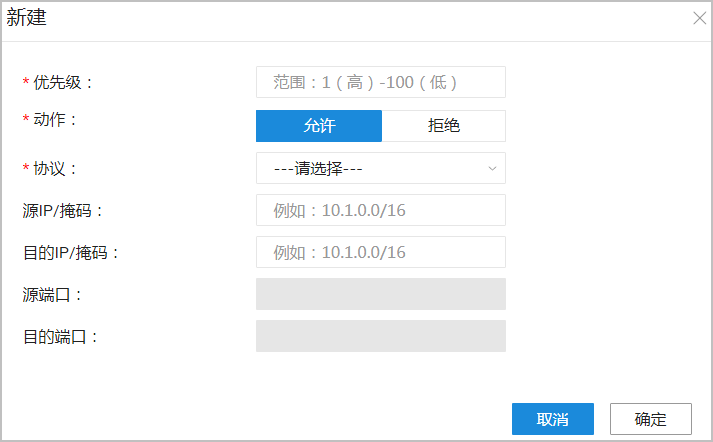 新建
* 优先级： 范围：1（高）-100（低）
* 动作： 允许 拒绝
* 协议： ---请选择---
源IP/掩码： 例如：10.1.0.0/16
目的IP/掩码： 例如：10.1.0.0/16
源端口：
目的端口：
取消 确定